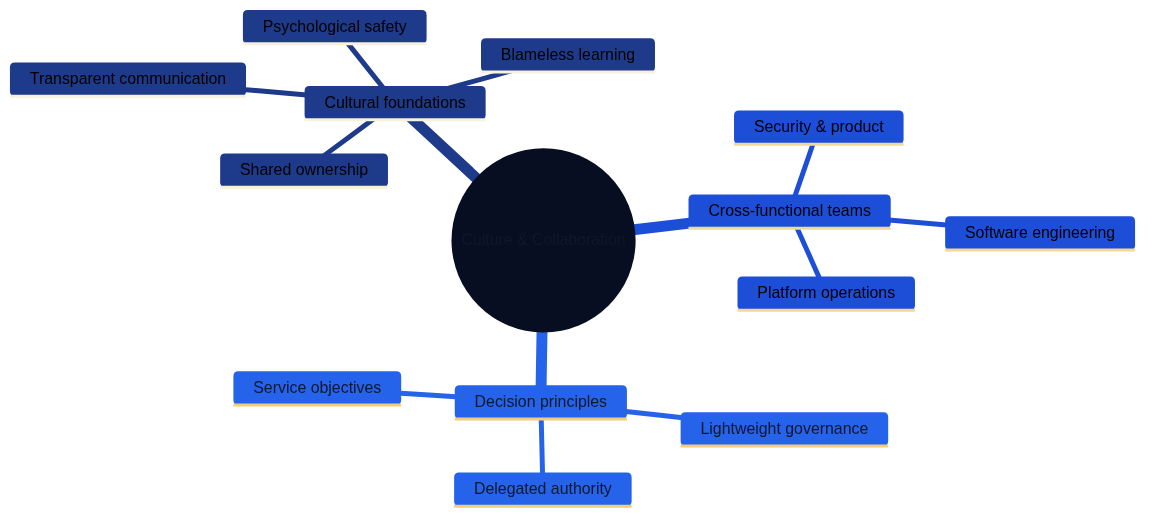 Psychological safety
Blameless learning
Transparent communication
Cultural foundations
Shared ownership
Security & product
Cross-functional teams
Software engineering
Platform operations
Culture & Collaboration
Service objectives
Decision principles
Lightweight governance
Delegated authority